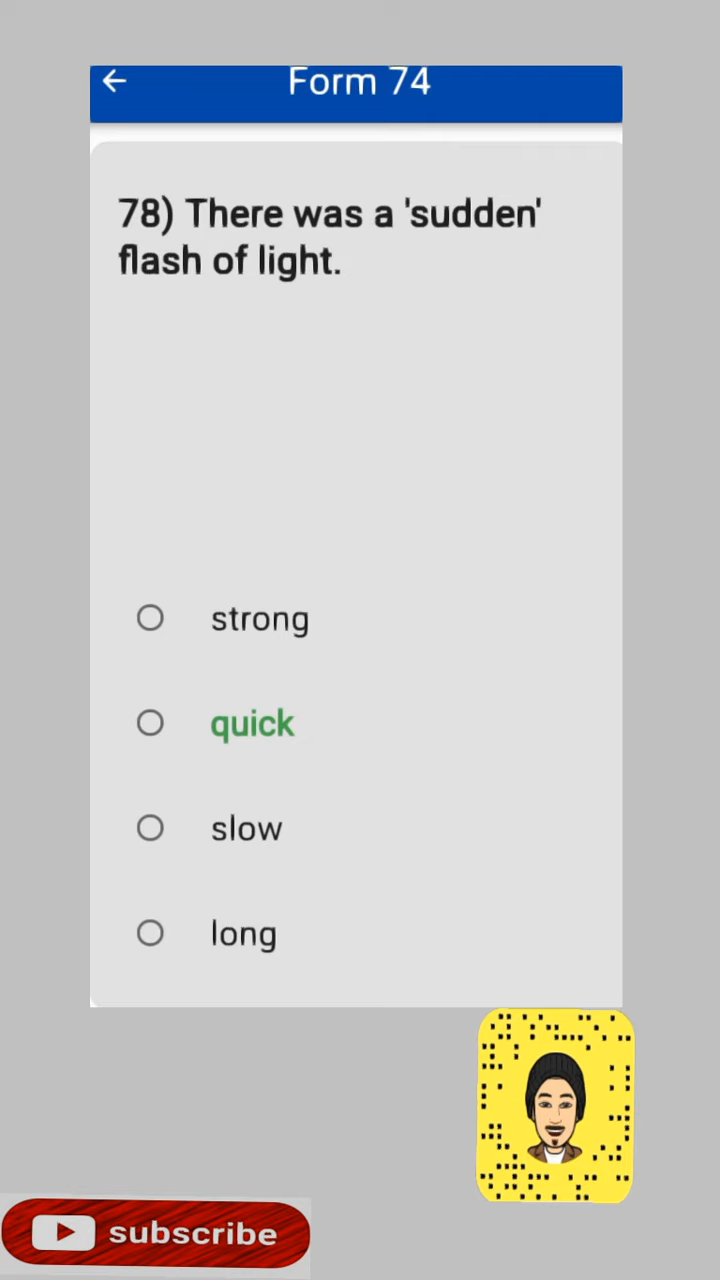 Form 74
78) There was a 'sudden'
flash of light.
strong
quick
slow
long
subscribe